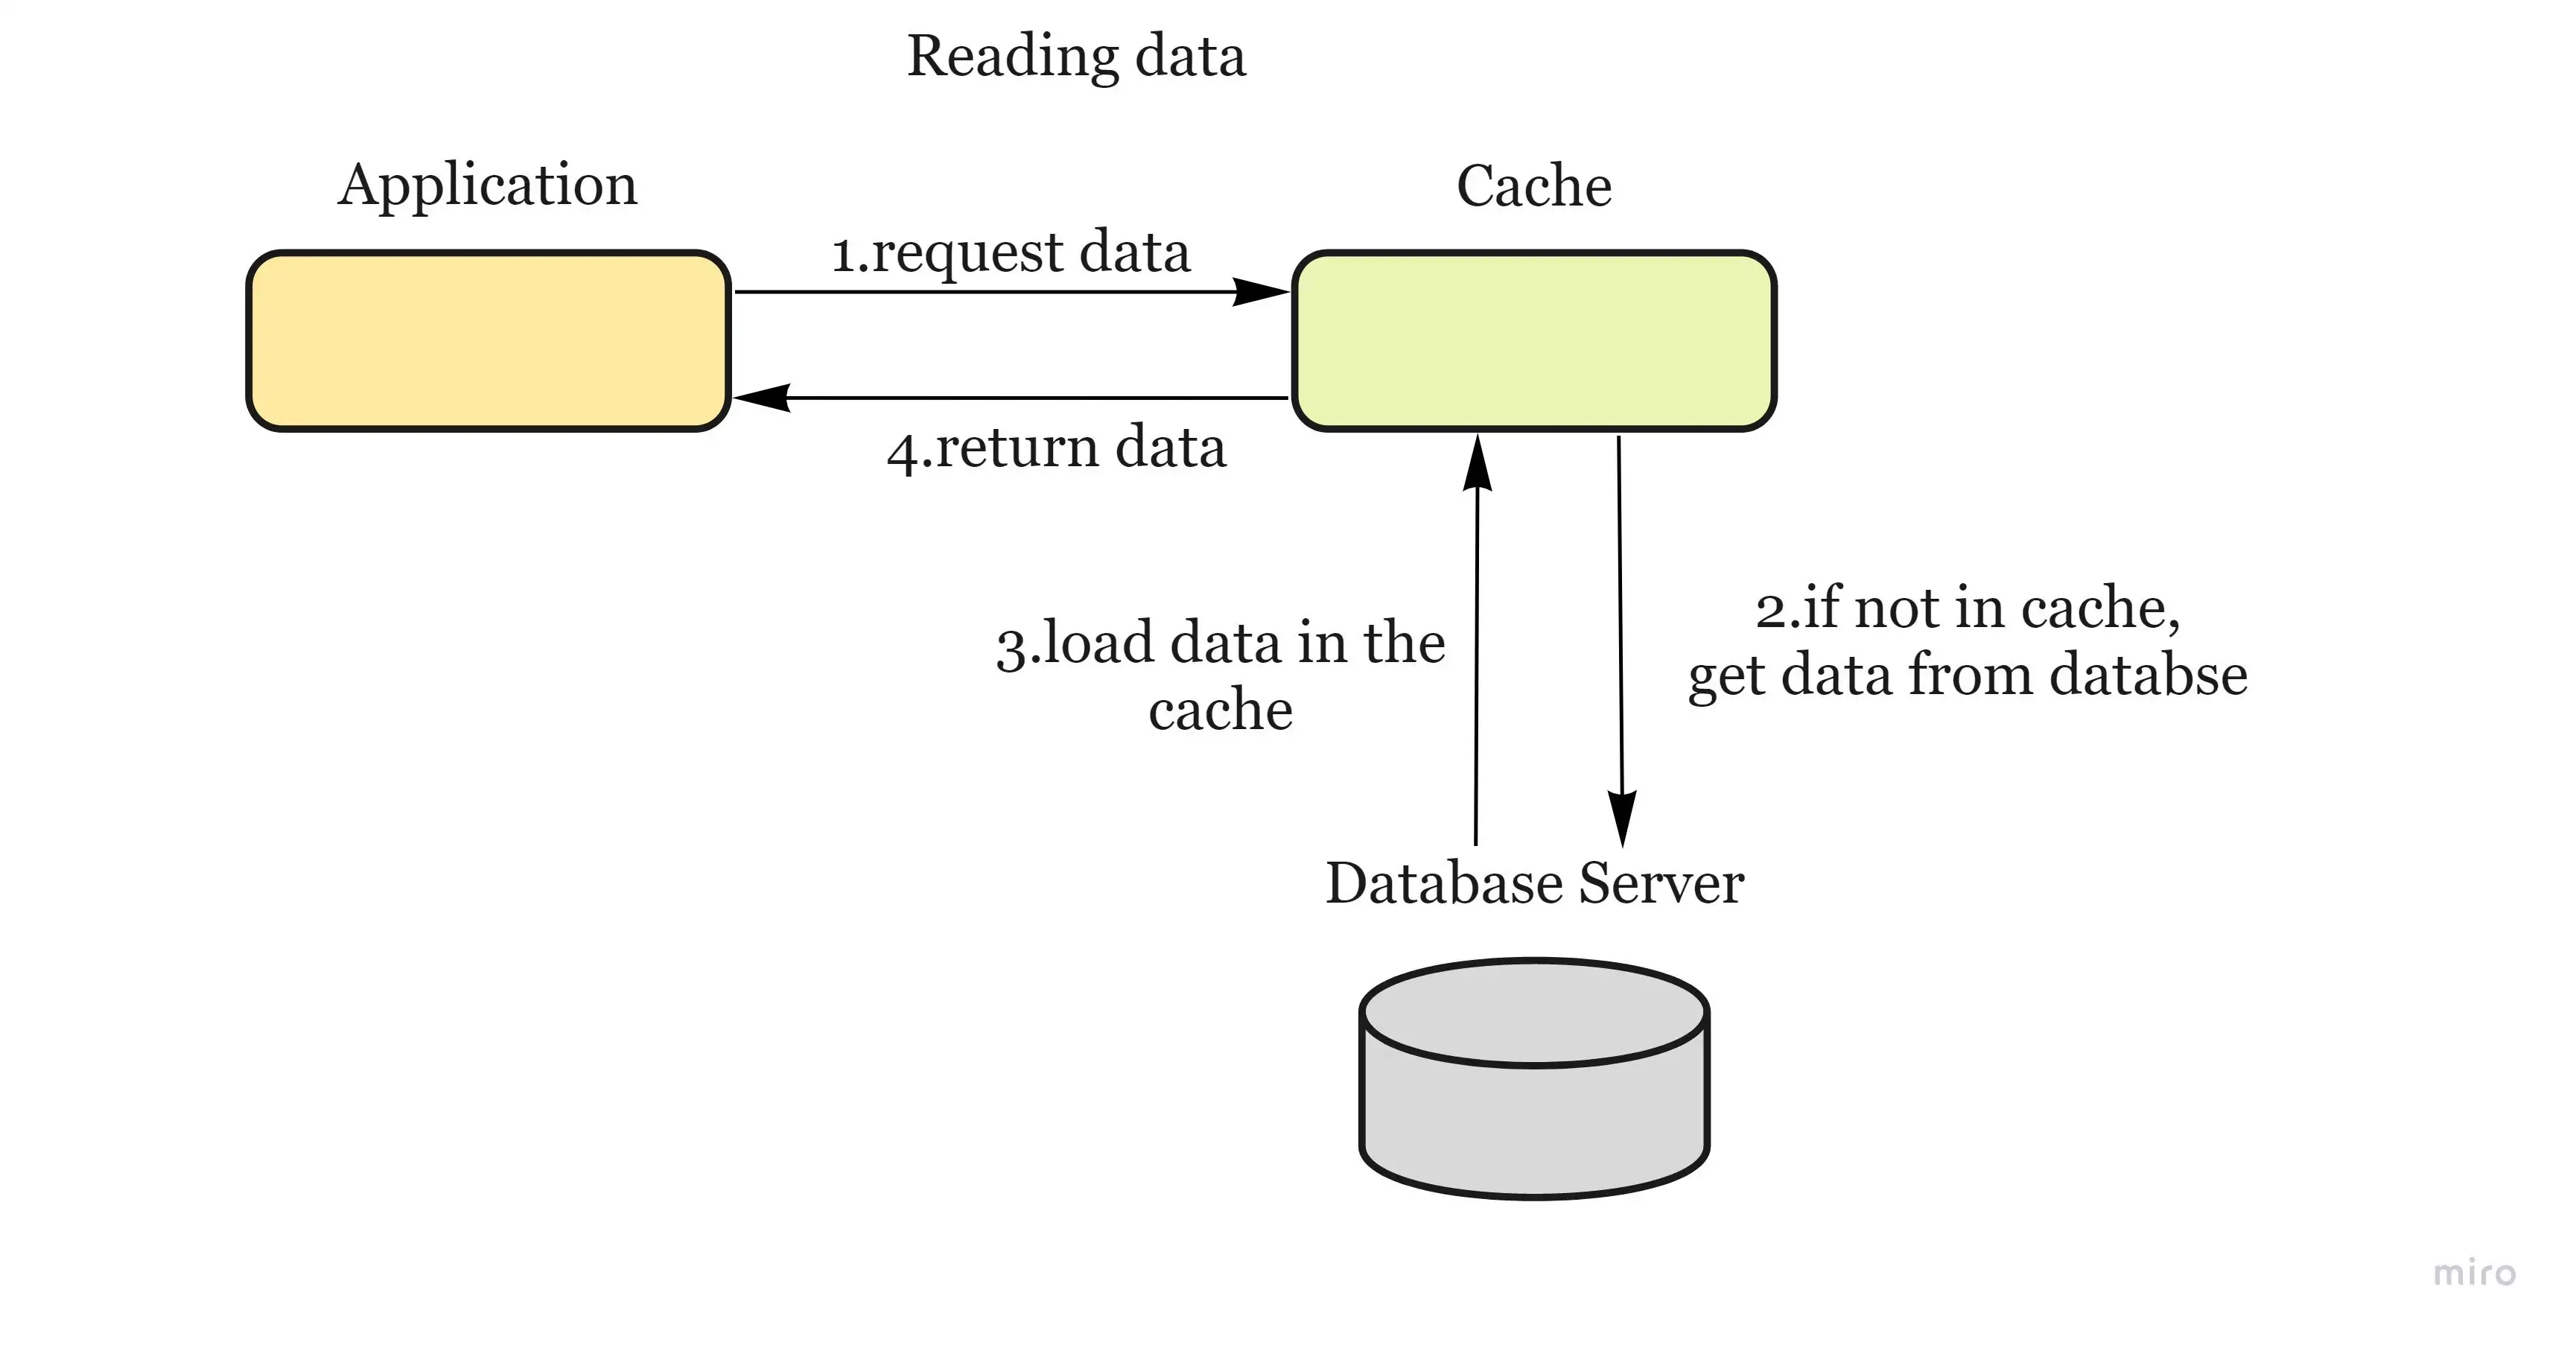 Reading data
Application
Cache
1.request data
4.return data
2.if not in cache,
get data from databse
3.load data in the
cache
Database Server
miro